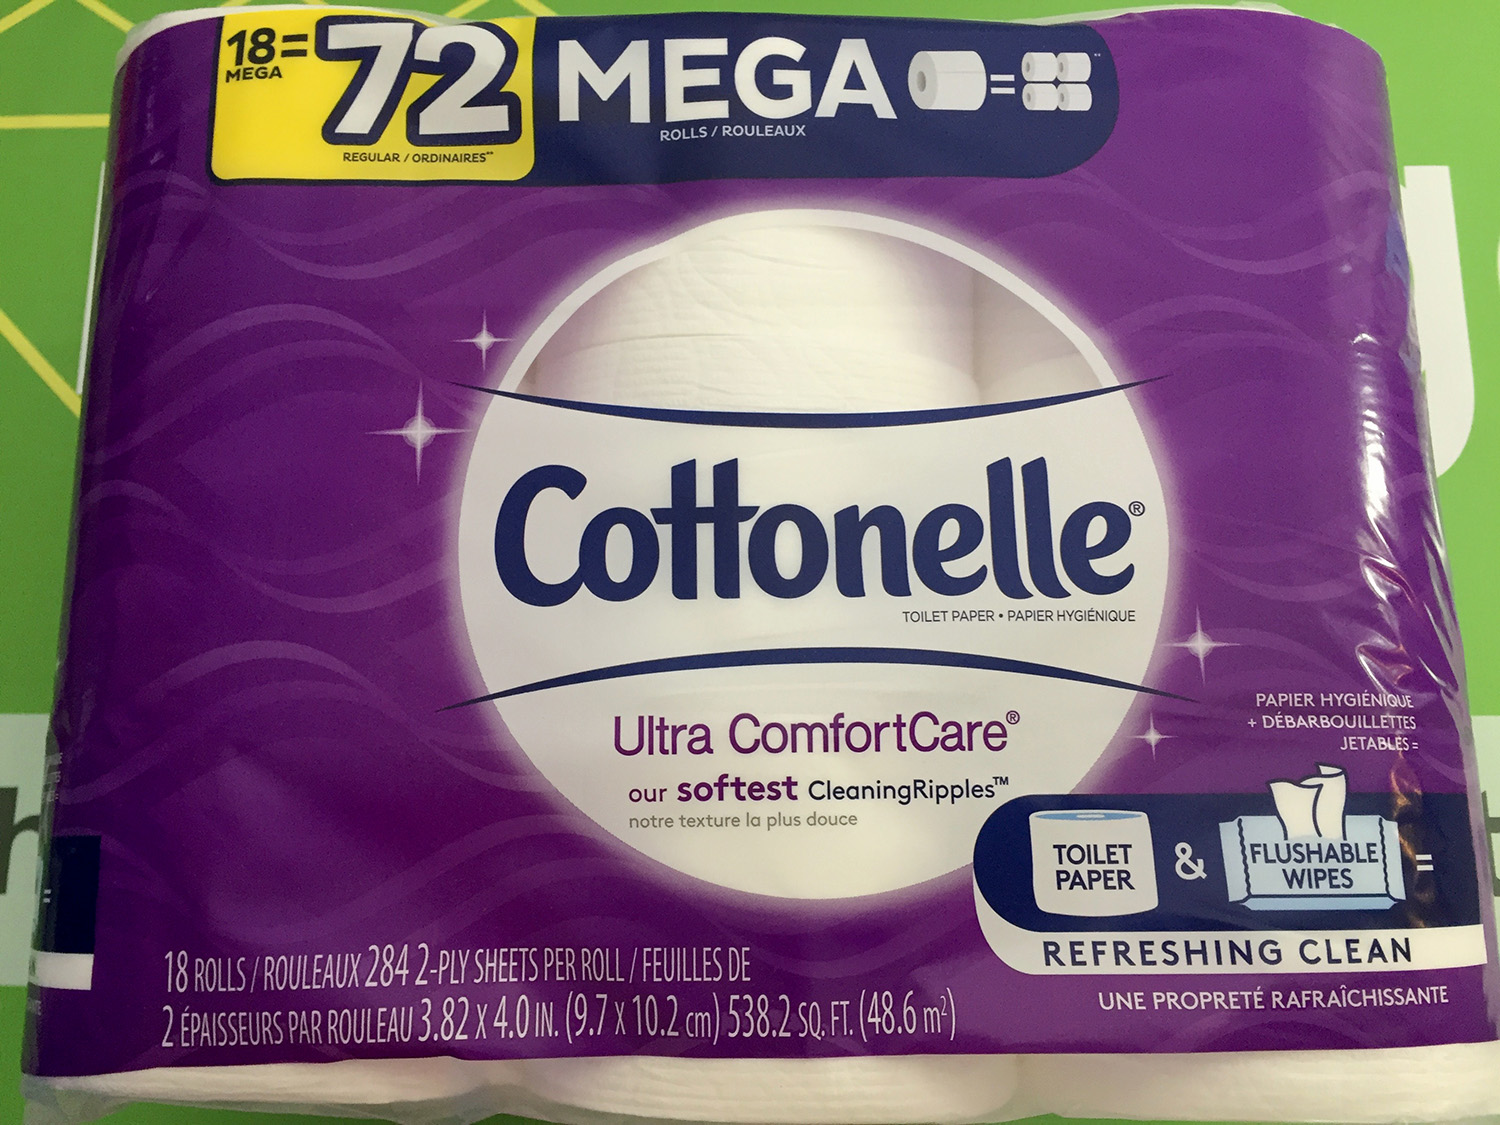 18=
MEGA
72
REGULAR / ORDINAIRES**
MEGA
ROLLS / ROULEAUX
=
**
Cottonelle®
TOILET PAPER • PAPIER HYGIÉNIQUE
Ultra ComfortCare®
our softest CleaningRipples™
notre texture la plus douce
PAPIER HYGIÉNIQUE
+ DÉBARBOUILLETTES
JETABLES =
TOILET
PAPER
&
FLUSHABLE
WIPES
=
REFRESHING CLEAN
UNE PROPRETÉ RAFRAÎCHISSANTE
18 ROLLS / ROULEAUX 284 2-PLY SHEETS PER ROLL / FEUILLES DE
2 ÉPAISSEURS PAR ROULEAU 3.82 X 4.0 IN. (9.7 X 10.2 cm) 538.2 SQ. FT. (48.6 m²)